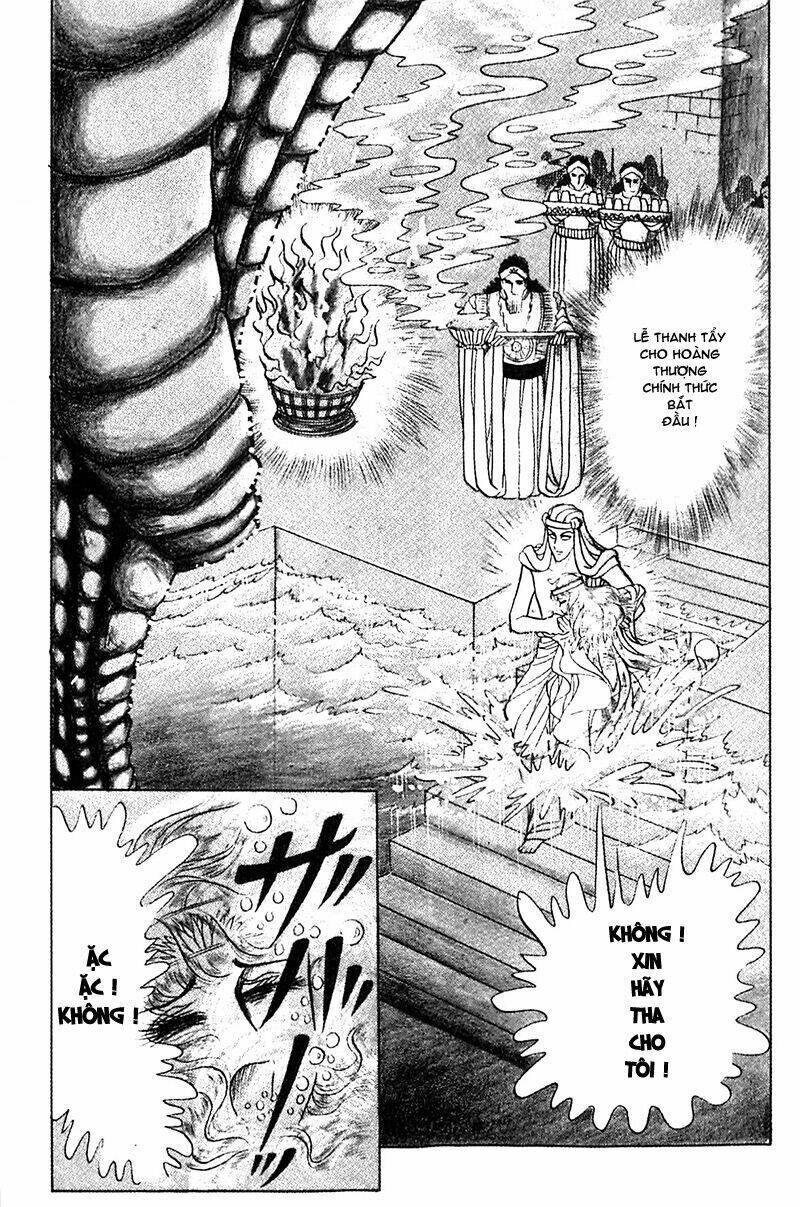 LỄ THANH TẨY
CHO HOÀNG
THƯỢNG
CHÍNH THỨC
BẮT
ĐẦU !
KHÔNG !
XIN
HÃY
THA
CHO
TÔI !
ẶC
ẶC !
KHÔNG !
ザバッ